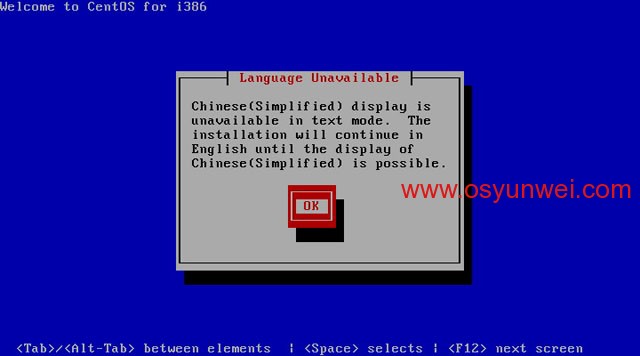 Welcome to CentOS for i386
Language Unavailable
Chinese(Simplified) display is
unavailable in text mode.  The
installation will continue in
English until the display of
Chinese(Simplified) is possible.
www.osyunwei.com
OK
<Tab>/<Alt-Tab> between elements  | <Space> selects | <F12> next screen